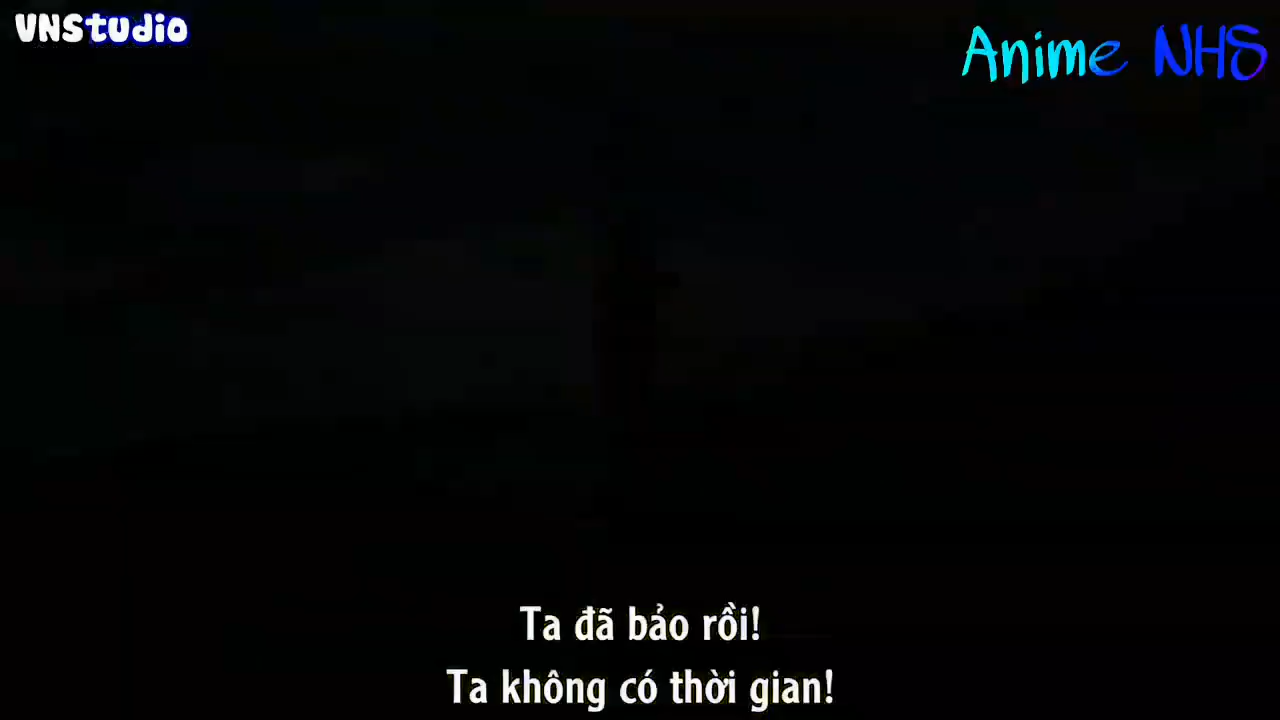 VNStudio
Anime NHS
Ta đã bảo rồi!
Ta không có thời gian!